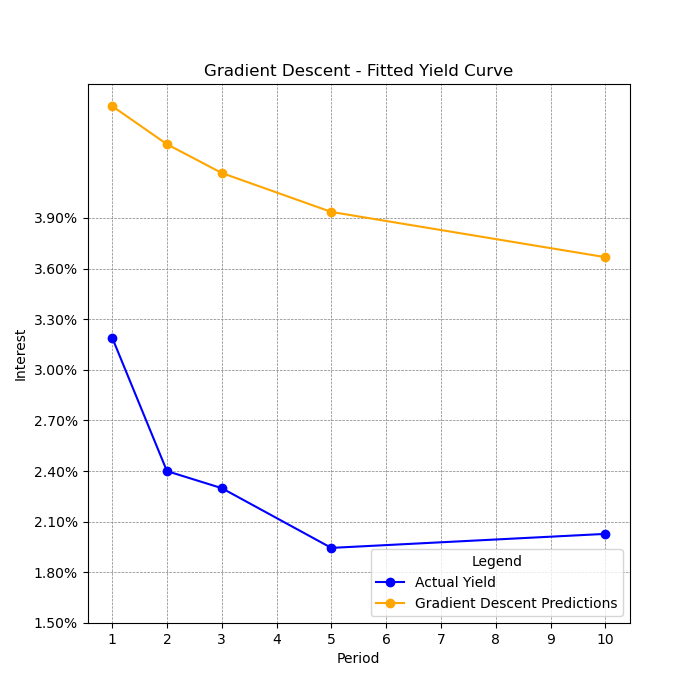 Gradient Descent - Fitted Yield Curve
3.90%
3.60%
3.30%
3.00%
2.70%
2.40%
2.10%
1.80%
1.50%
Interest
Legend
Actual Yield
Gradient Descent Predictions
1 2 3 4 5 6 7 8 9 10
Period